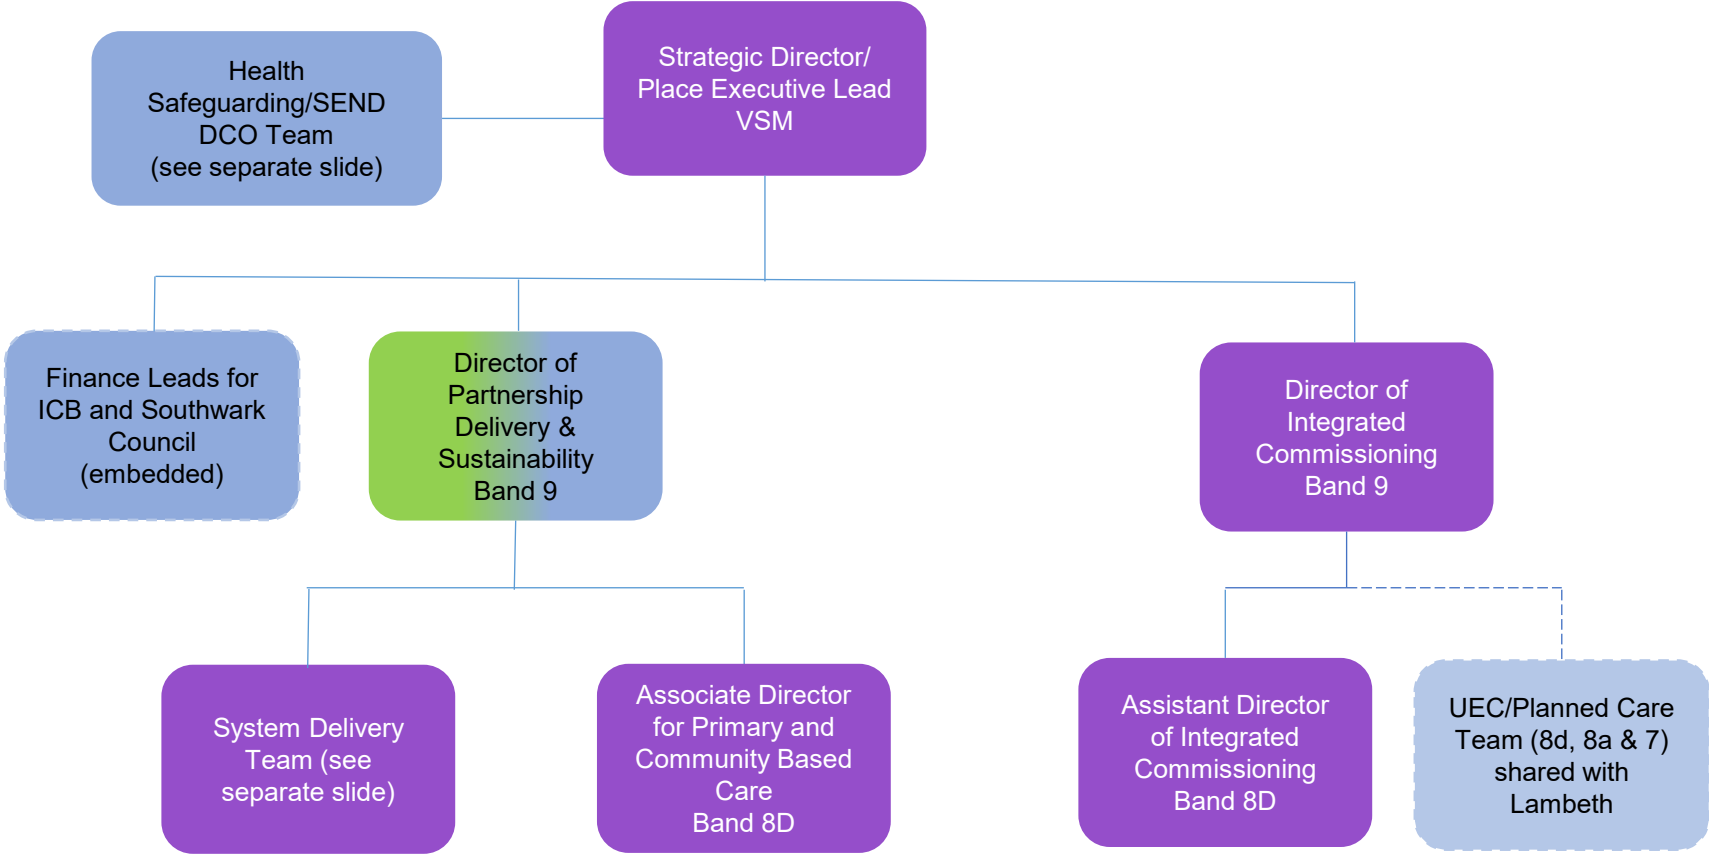 Health
Safeguarding/SEND
DCO Team
(see separate slide)
Strategic Director/
Place Executive Lead
VSM
Finance Leads for
ICB and Southwark
Council
(embedded)
Director of
Partnership
Delivery &
Sustainability
Band 9
Director of
Integrated
Commissioning
Band 9
System Delivery
Team (see
separate slide)
Associate Director
for Primary and
Community Based
Care
Band 8D
Assistant Director
of Integrated
Commissioning
Band 8D
UEC/Planned Care
Team (8d, 8a & 7)
shared with
Lambeth